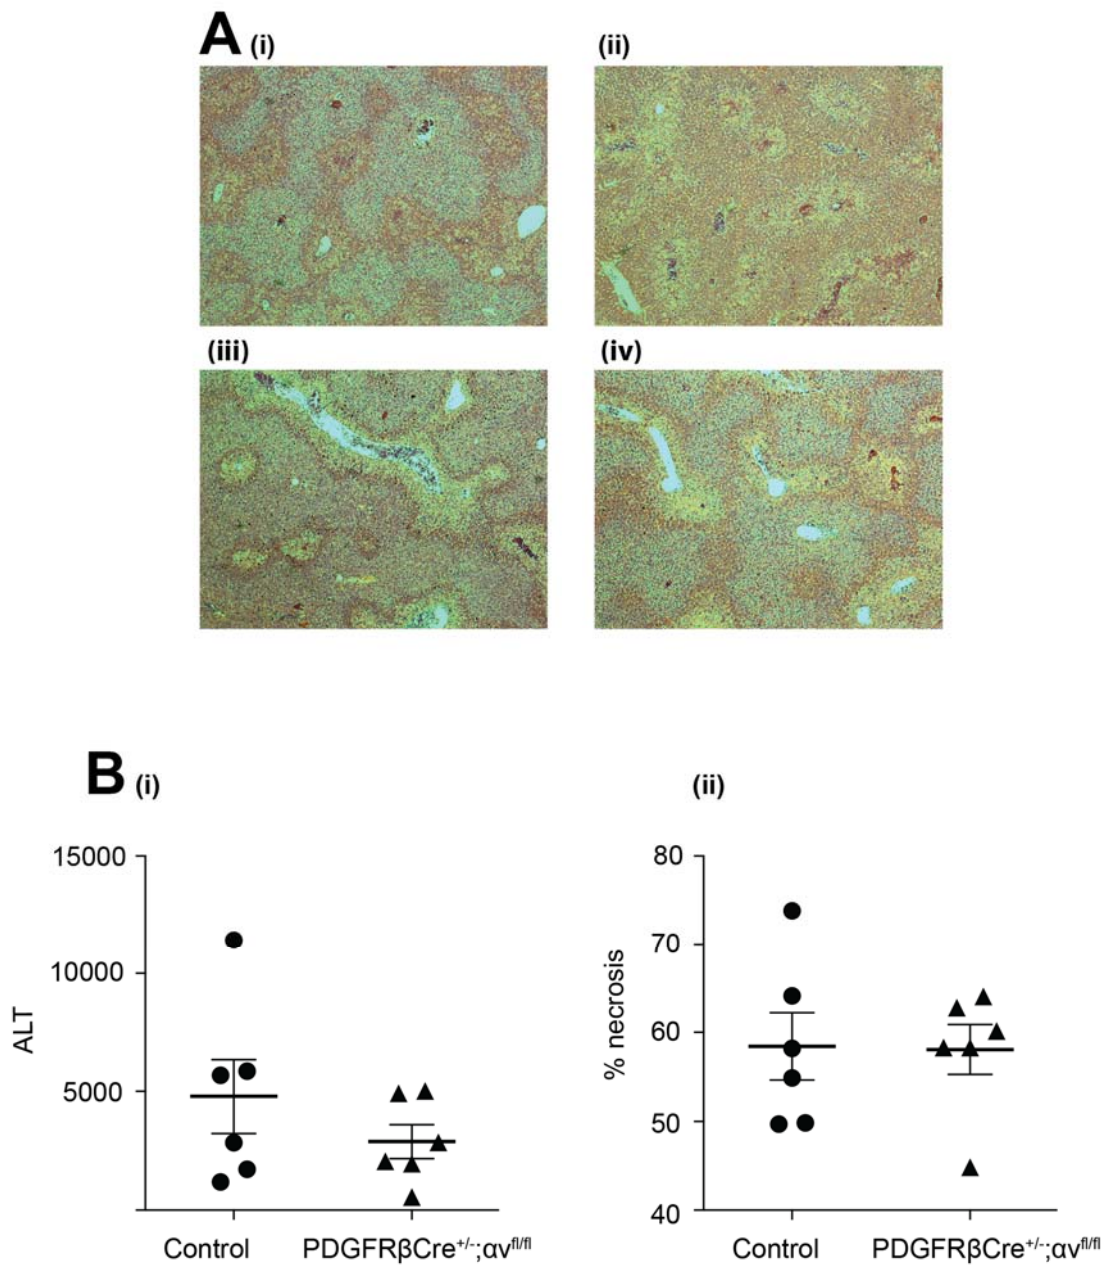 A (i)
(ii)
(iii)
(iv)
B (i)
(ii)
15000
10000
5000
ALT
Control
PDGFRβCre+/-;αvfl/fl
80
70
60
50
40
% necrosis
Control
PDGFRβCre+/-;αvfl/fl